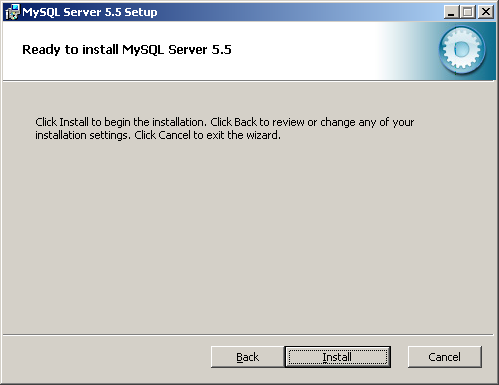 MySQL Server 5.5 Setup
Ready to install MySQL Server 5.5
Click Install to begin the installation. Click Back to review or change any of your
installation settings. Click Cancel to exit the wizard.
Back Install Cancel